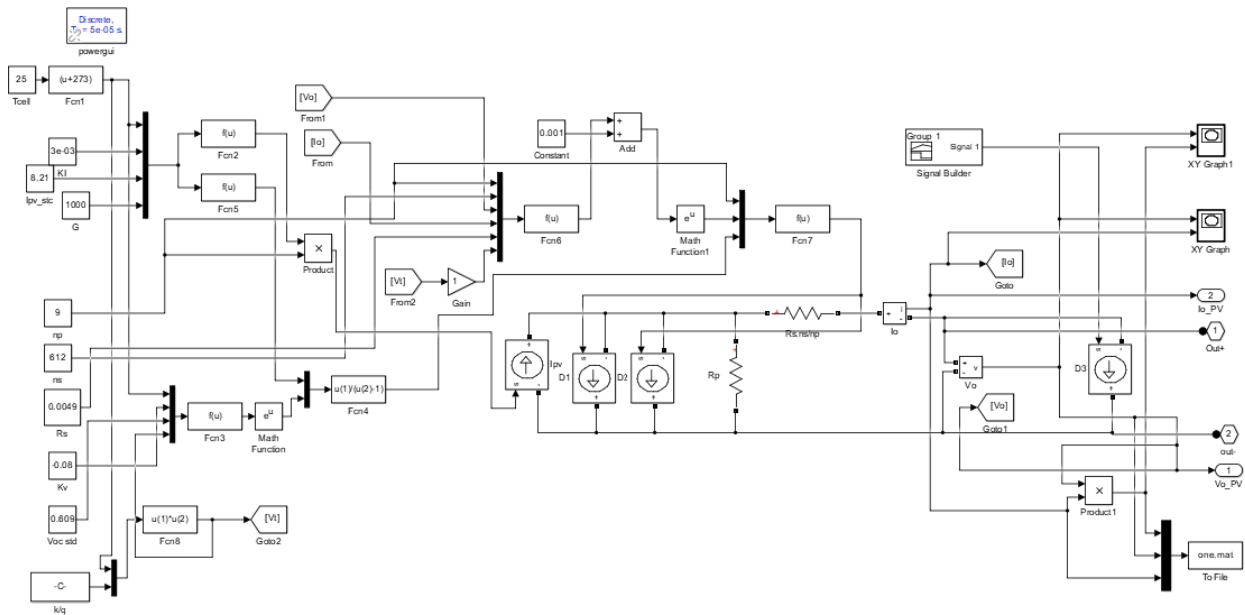 Discrete,
Ts = 5e-05 s.
powergui
25
Tcell
(u+273)
Fcn1
3e-03
KI
8.21
Ipv_stc
1000
G
f(u)
Fcn2
f(u)
Fcn5
×
Product
[Vo]
From1
[Io]
From
0.001
Constant
+
+
Add
f(u)
Fcn6
e^u
Math
Function1
f(u)
Fcn7
Group 1
Signal 1
Signal Builder
XY Graph1
XY Graph
[Io]
Goto
2
Io_PV
1
Out+
[Vt]
From2
1
Gain
9
np
612
ns
0.0049
Rs
-0.08
Kv
0.609
Voc std
-C-
k/q
f(u)
Fcn3
e^u
Math
Function
u(1)/(u(2)-1)
Fcn4
u(1)*u(2)
Fcn8
[Vt]
Goto2
Ipv
D1
D2
Rp
Rs.ns/np
Io
Vo
D3
[Vo]
Goto1
2
out-
1
Vo_PV
×
Product1
one.mat
To File